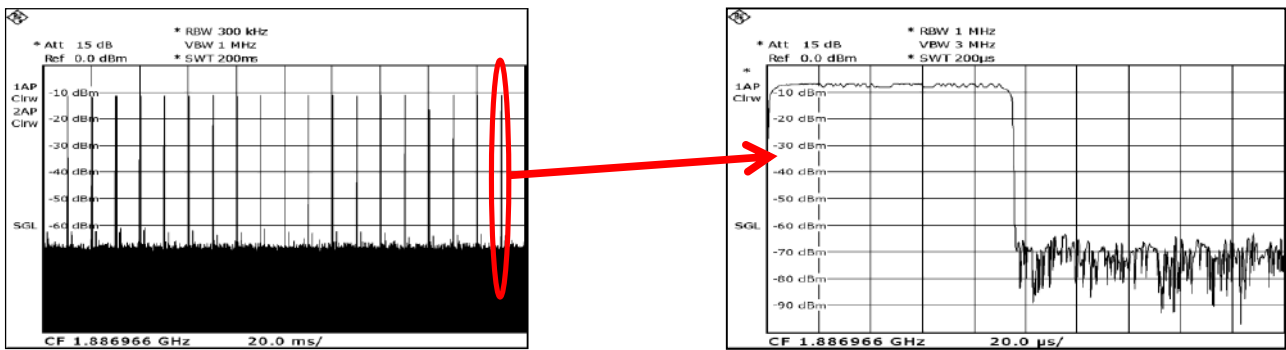 * RBW 300 kHz
* Att 15 dB VBW 1 MHz
Ref 0.0 dBm * SWT 200ms
1AP
Clrw
2AP
Clrw
SGL
-10 dBm
-20 dBm
-30 dBm
-40 dBm
-50 dBm
-60 dBm
CF 1.886966 GHz 20.0 ms/
* RBW 1 MHz
* Att 15 dB VBW 3 MHz
Ref 0.0 dBm * SWT 200µs
*
1AP
Clrw
SGL
-10 dBm
-20 dBm
-30 dBm
-40 dBm
-50 dBm
-60 dBm
-70 dBm
-80 dBm
-90 dBm
CF 1.886966 GHz 20.0 µs/